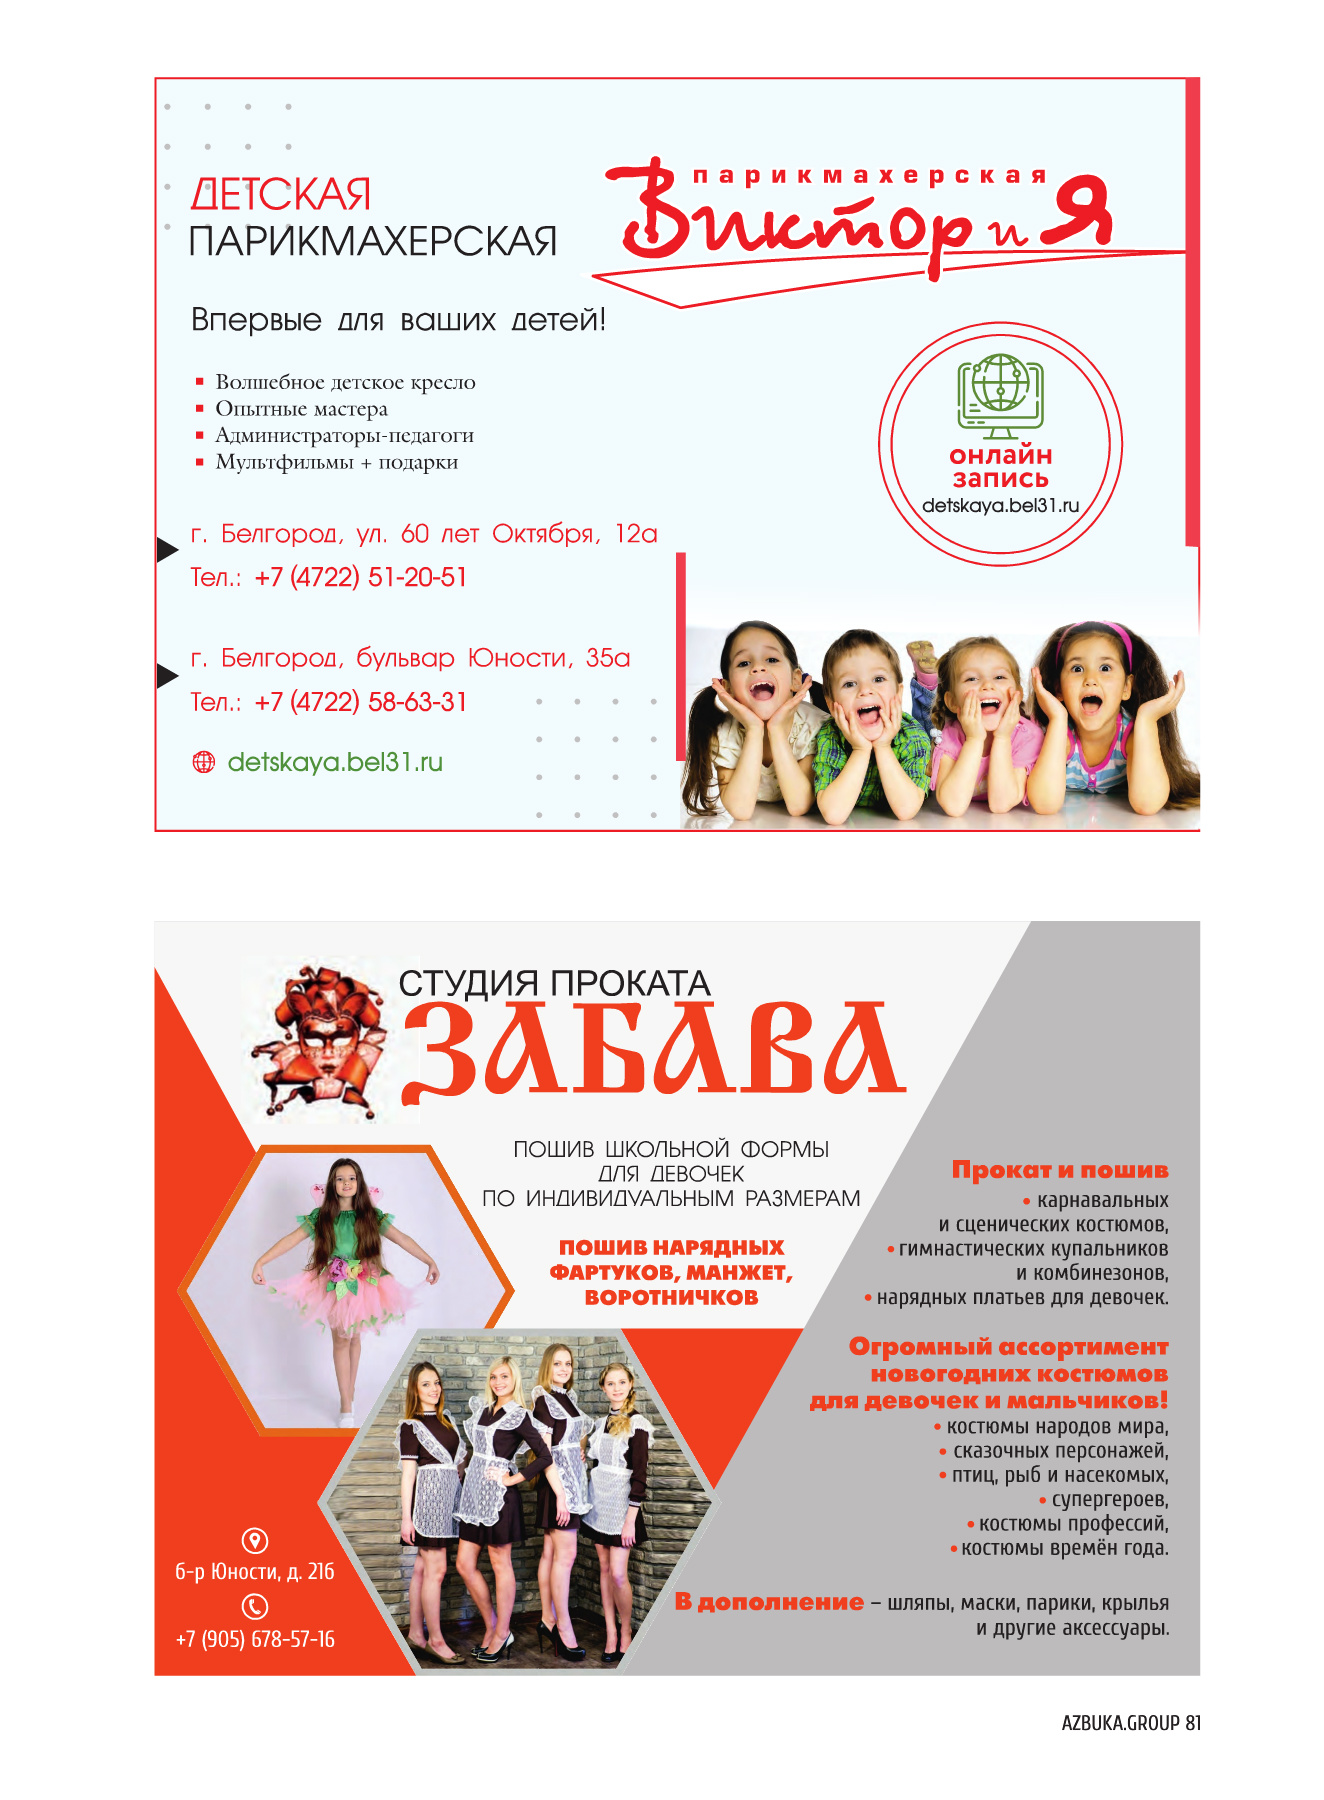 ДЕТСКАЯ
ПАРИКМАХЕРСКАЯ
парикмахерская
ВикториЯ
Впервые для ваших детей!
▪ Волшебное детское кресло
▪ Опытные мастера
▪ Администраторы-педагоги
▪ Мультфильмы + подарки
онлайн
запись
detskaya.bel31.ru
г. Белгород, ул. 60 лет Октября, 12а
Тел.: +7 (4722) 51-20-51
г. Белгород, бульвар Юности, 35а
Тел.: +7 (4722) 58-63-31
detskaya.bel31.ru
СТУДИЯ ПРОКАТА
ЗАБАВА
ПОШИВ ШКОЛЬНОЙ ФОРМЫ
ДЛЯ ДЕВОЧЕК
ПО ИНДИВИДУАЛЬНЫМ РАЗМЕРАМ
ПОШИВ НАРЯДНЫХ
ФАРТУКОВ, МАНЖЕТ,
ВОРОТНИЧКОВ
Прокат и пошив
• карнавальных
и сценических костюмов,
• гимнастических купальников
и комбинезонов,
• нарядных платьев для девочек.
Огромный ассортимент
новогодних костюмов
для девочек и мальчиков!
• костюмы народов мира,
• сказочных персонажей,
• птиц, рыб и насекомых,
• супергероев,
• костюмы профессий,
• костюмы времён года.
В дополнение – шляпы, маски, парики, крылья
и другие аксессуары.
б-р Юности, д. 21б
+7 (905) 678-57-16
AZBUKA.GROUP 81